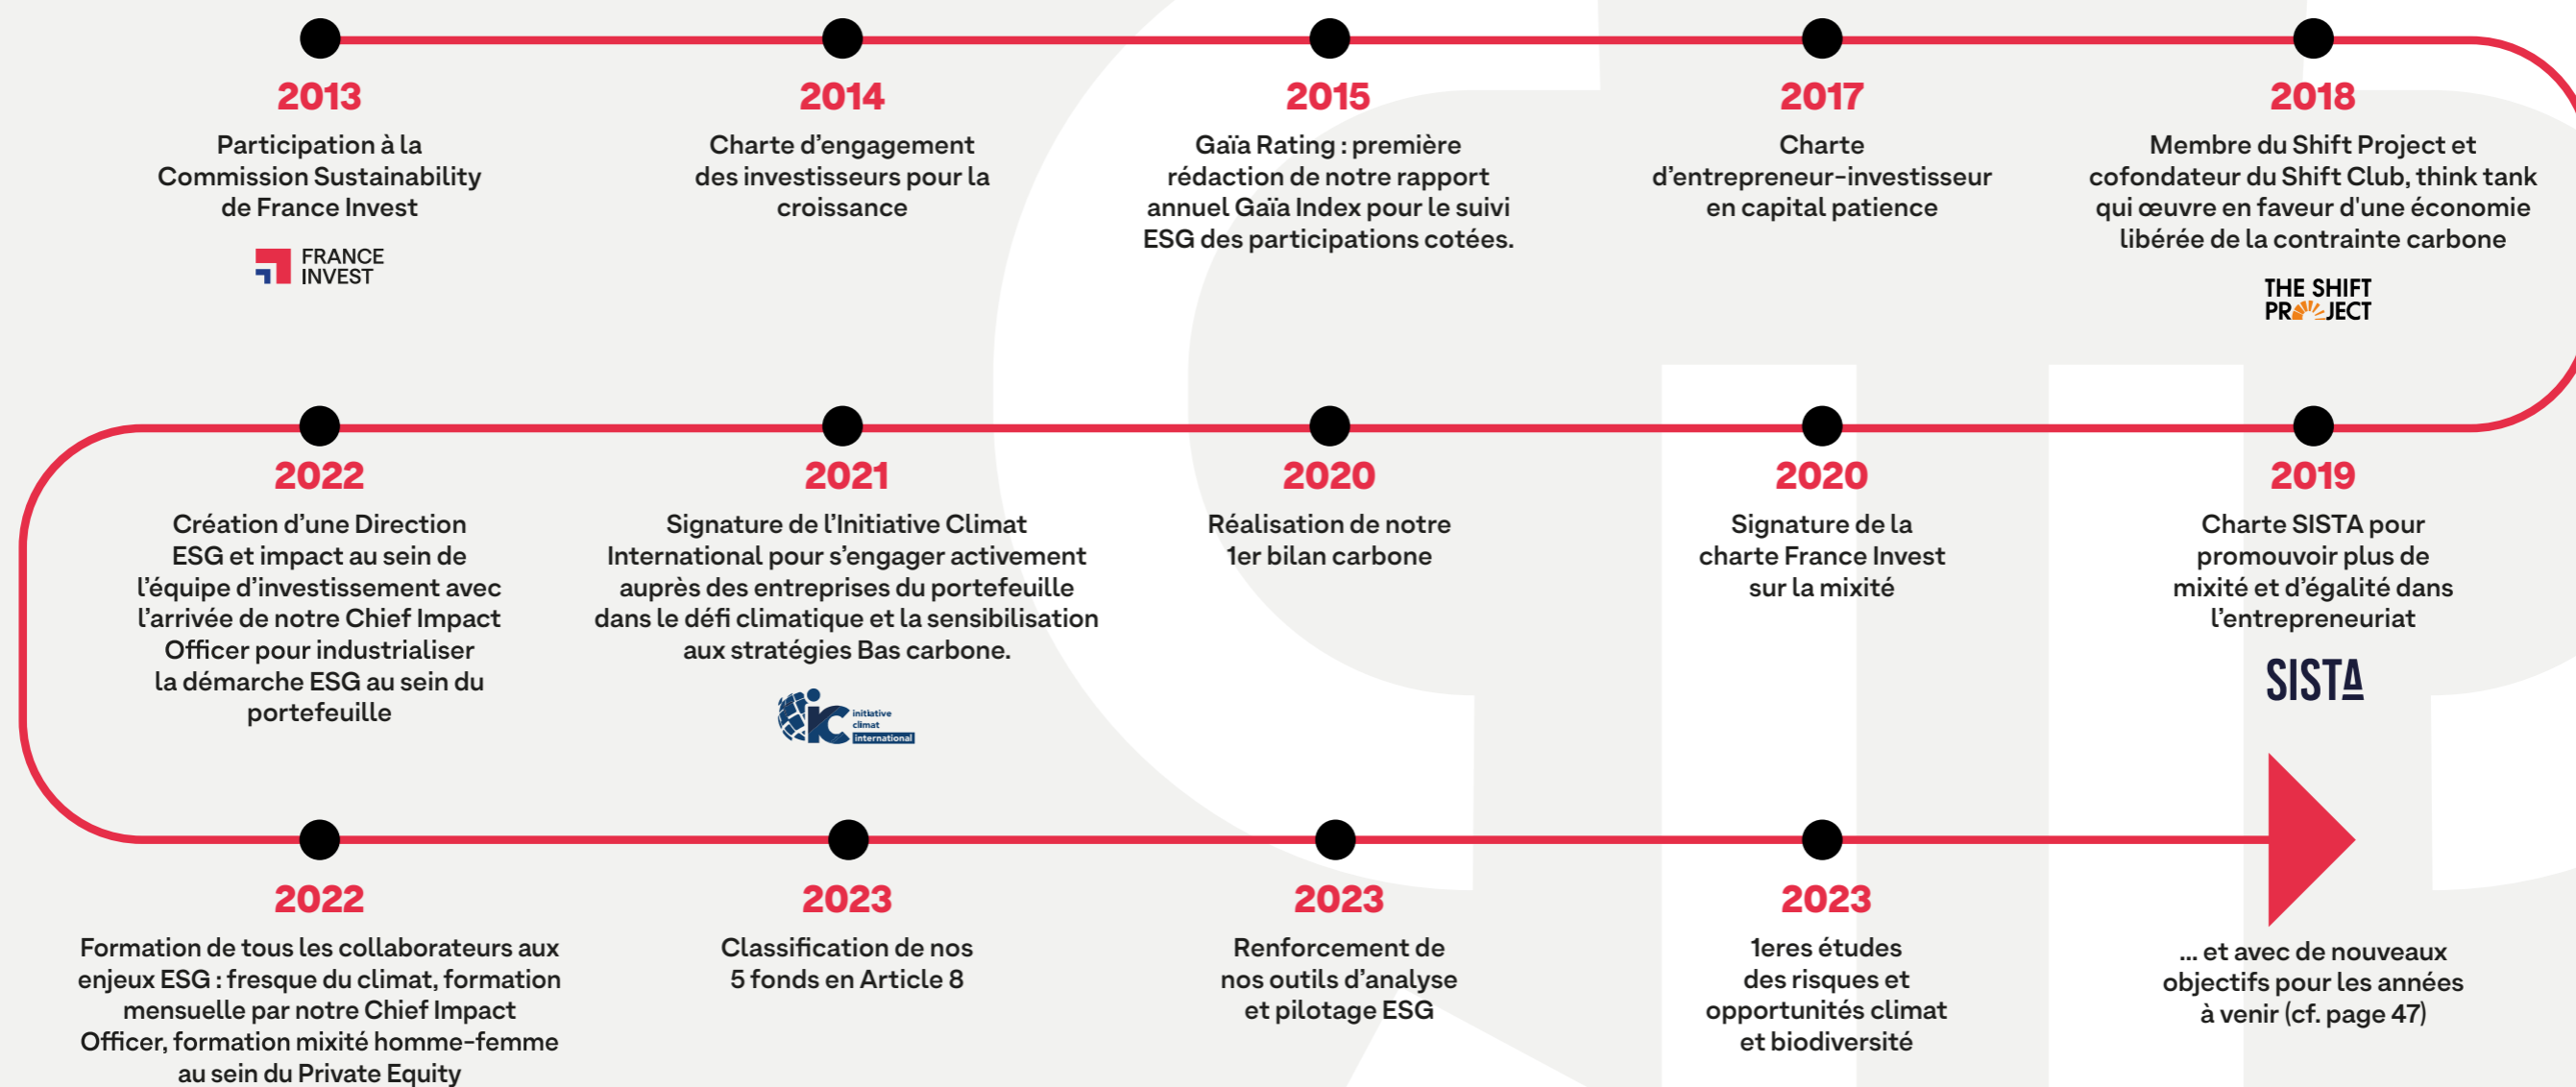 2013
Participation à la
Commission Sustainability
de France Invest
FRANCE
INVEST
2014
Charte d’engagement
des investisseurs pour la
croissance
2015
Gaïa Rating : première
rédaction de notre rapport
annuel Gaïa Index pour le suivi
ESG des participations cotées.
2017
Charte
d’entrepreneur-investisseur
en capital patience
2018
Membre du Shift Project et
cofondateur du Shift Club, think tank
qui œuvre en faveur d'une économie
libérée de la contrainte carbone
THE SHIFT
PROJECT
2019
Charte SISTA pour
promouvoir plus de
mixité et d’égalité dans
l’entrepreneuriat
SISTA
2020
Signature de la
charte France Invest
sur la mixité
2020
Réalisation de notre
1er bilan carbone
2021
Signature de l’Initiative Climat
International pour s’engager activement
auprès des entreprises du portefeuille
dans le défi climatique et la sensibilisation
aux stratégies Bas carbone.
iC
initiative
climat
international
2022
Création d’une Direction
ESG et impact au sein de
l’équipe d’investissement avec
l’arrivée de notre Chief Impact
Officer pour industrialiser
la démarche ESG au sein du
portefeuille
2022
Formation de tous les collaborateurs aux
enjeux ESG : fresque du climat, formation
mensuelle par notre Chief Impact
Officer, formation mixité homme-femme
au sein du Private Equity
2023
Classification de nos
5 fonds en Article 8
2023
Renforcement de
nos outils d’analyse
et pilotage ESG
2023
1eres études
des risques et
opportunités climat
et biodiversité
... et avec de nouveaux
objectifs pour les années
à venir (cf. page 47)